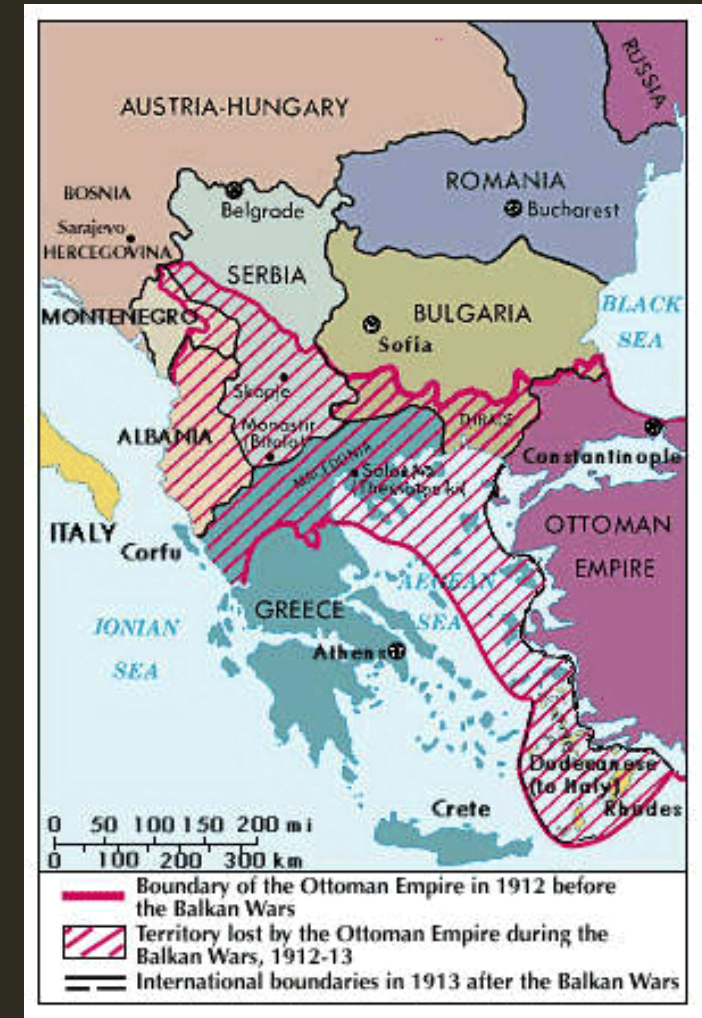 RUSSIA
AUSTRIA-HUNGARY
ROMANIA
Bucharest
BOSNIA
Belgrade
Sarajevo
HERCEGOVINA
SERBIA
BULGARIA
BLACK
SEA
MONTENEGRO
Sofia
Skopje
THRACE
ALBANIA
Monastir
(Bitola)
MACEDONIA
Constantinople
ITALY
Corfu
OTTOMAN
EMPIRE
AEGEAN
SEA
GREECE
IONIAN
SEA
Athens
Dodecanese
(to Italy)
Rhodes
Crete
0 50 100 150 200 mi
0 100 200 300 km
Boundary of the Ottoman Empire in 1912 before
the Balkan Wars
Territory lost by the Ottoman Empire during the
Balkan Wars, 1912-13
International boundaries in 1913 after the Balkan Wars